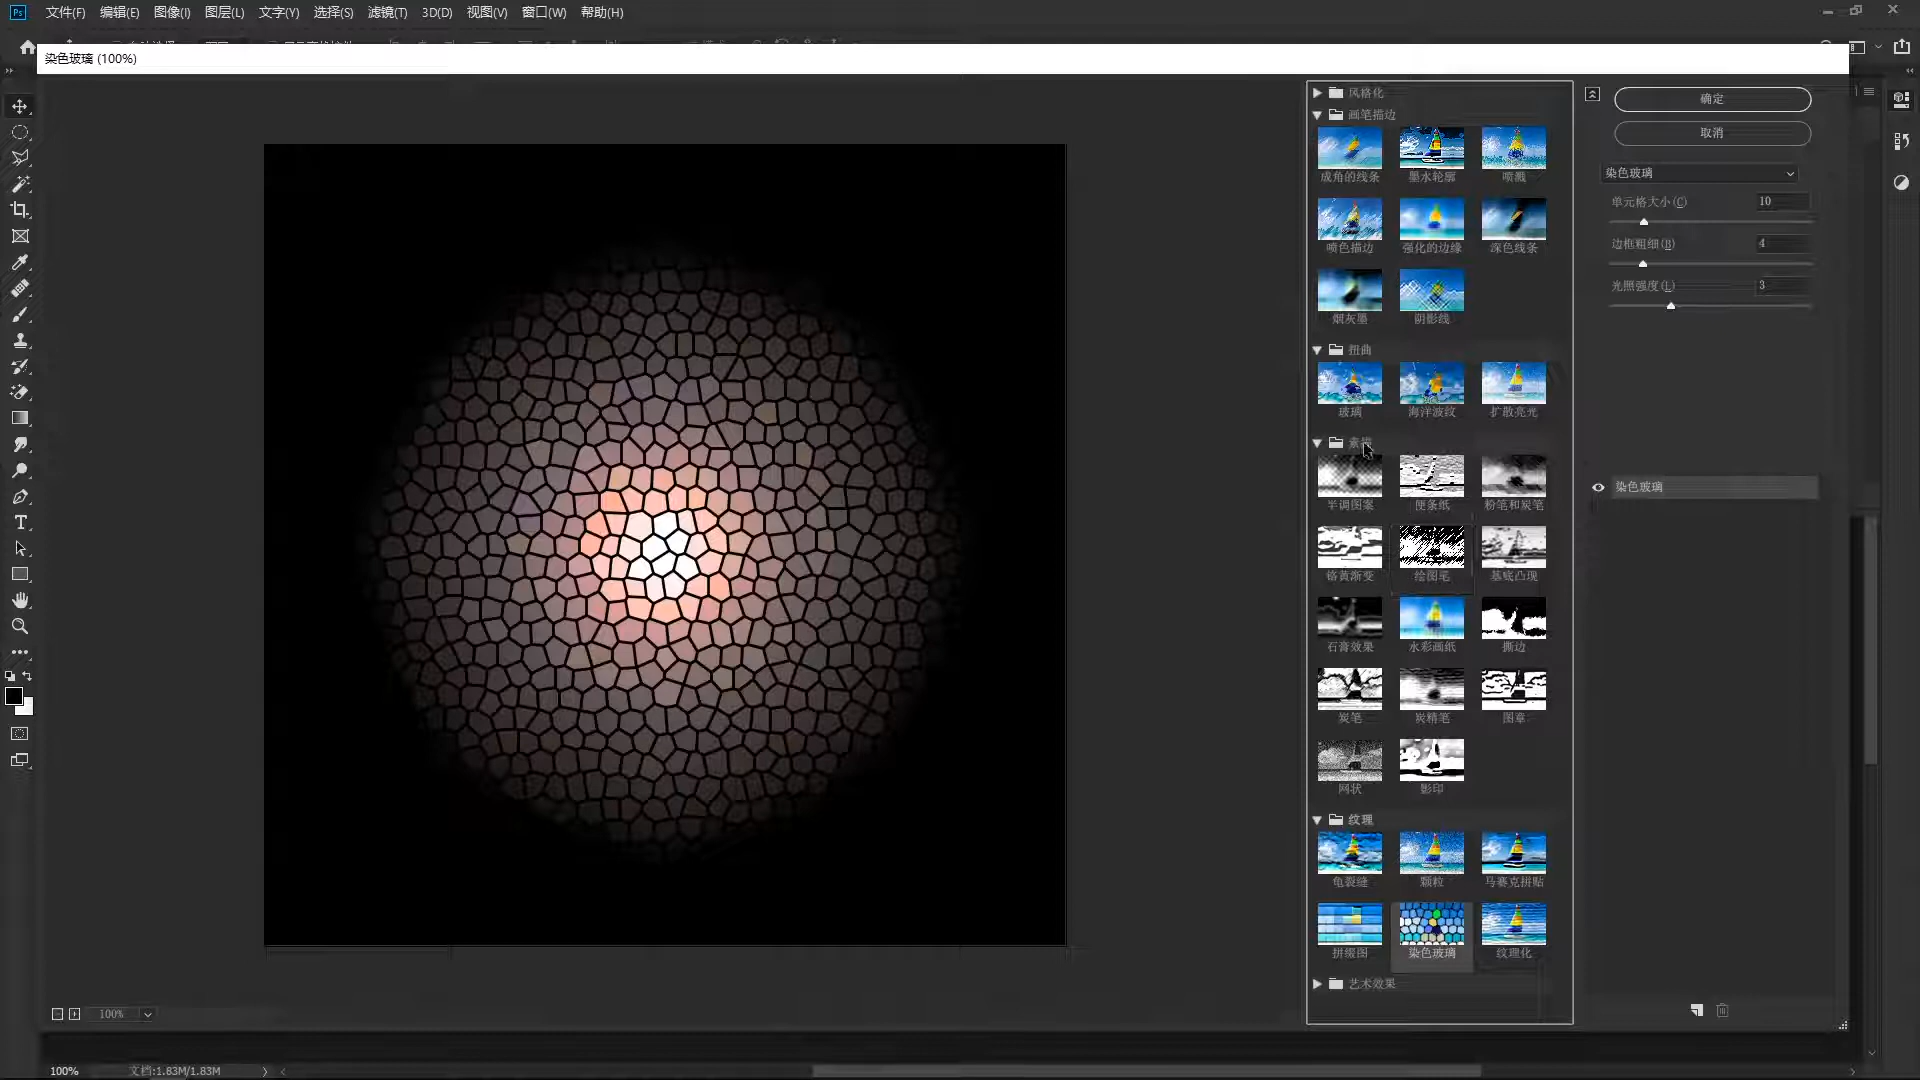 Ps 文件(F) 编辑(E) 图像(I) 图层(L) 文字(Y) 选择(S) 滤镜(T) 3D(D) 视图(V) 窗口(W) 帮助(H)
染色玻璃 (100%)
风格化
画笔描边
成角的线条 墨水轮廓 喷溅
喷色描边 强化的边缘 深色线条
烟灰墨 阴影线
扭曲
玻璃 海洋波纹 扩散亮光
素描
半调图案 便条纸 粉笔和炭笔
铬黄渐变 绘图笔 基底凸现
石膏效果 水彩画纸 撕边
炭笔 炭精笔 图章
网状 影印
纹理
龟裂缝 颗粒 马赛克拼贴
拼缀图 染色玻璃 纹理化
艺术效果
确定
取消
染色玻璃
单元格大小(C) 10
边框粗细(B) 4
光照强度(L) 3
染色玻璃
100%
100% 文档:1.83M/1.83M